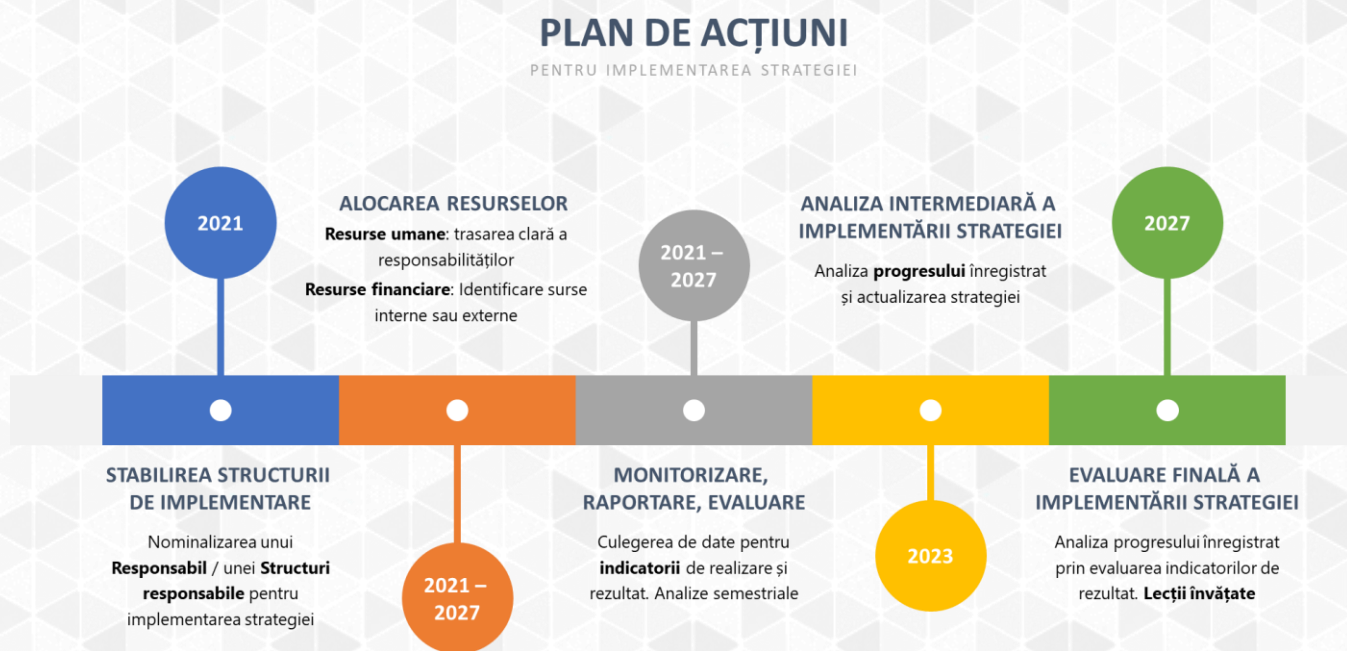 PLAN DE ACȚIUNI
PENTRU IMPLEMENTAREA STRATEGIEI
2021
STABILIREA STRUCTURII
DE IMPLEMENTARE
Nominalizarea unui
Responsabil / unei Structuri
responsabile pentru
implementarea strategiei
ALOCAREA RESURSELOR
Resurse umane: trasarea clară a
responsabilităților
Resurse financiare: Identificare surse
interne sau externe
2021 –
2027
2021 –
2027
MONITORIZARE,
RAPORTARE, EVALUARE
Culegerea de date pentru
indicatorii de realizare și
rezultat. Analize semestriale
ANALIZA INTERMEDIARĂ A
IMPLEMENTĂRII STRATEGIEI
Analiza progresului înregistrat
și actualizarea strategiei
2023
2027
EVALUARE FINALĂ A
IMPLEMENTĂRII STRATEGIEI
Analiza progresului înregistrat
prin evaluarea indicatorilor de
rezultat. Lecții învățate